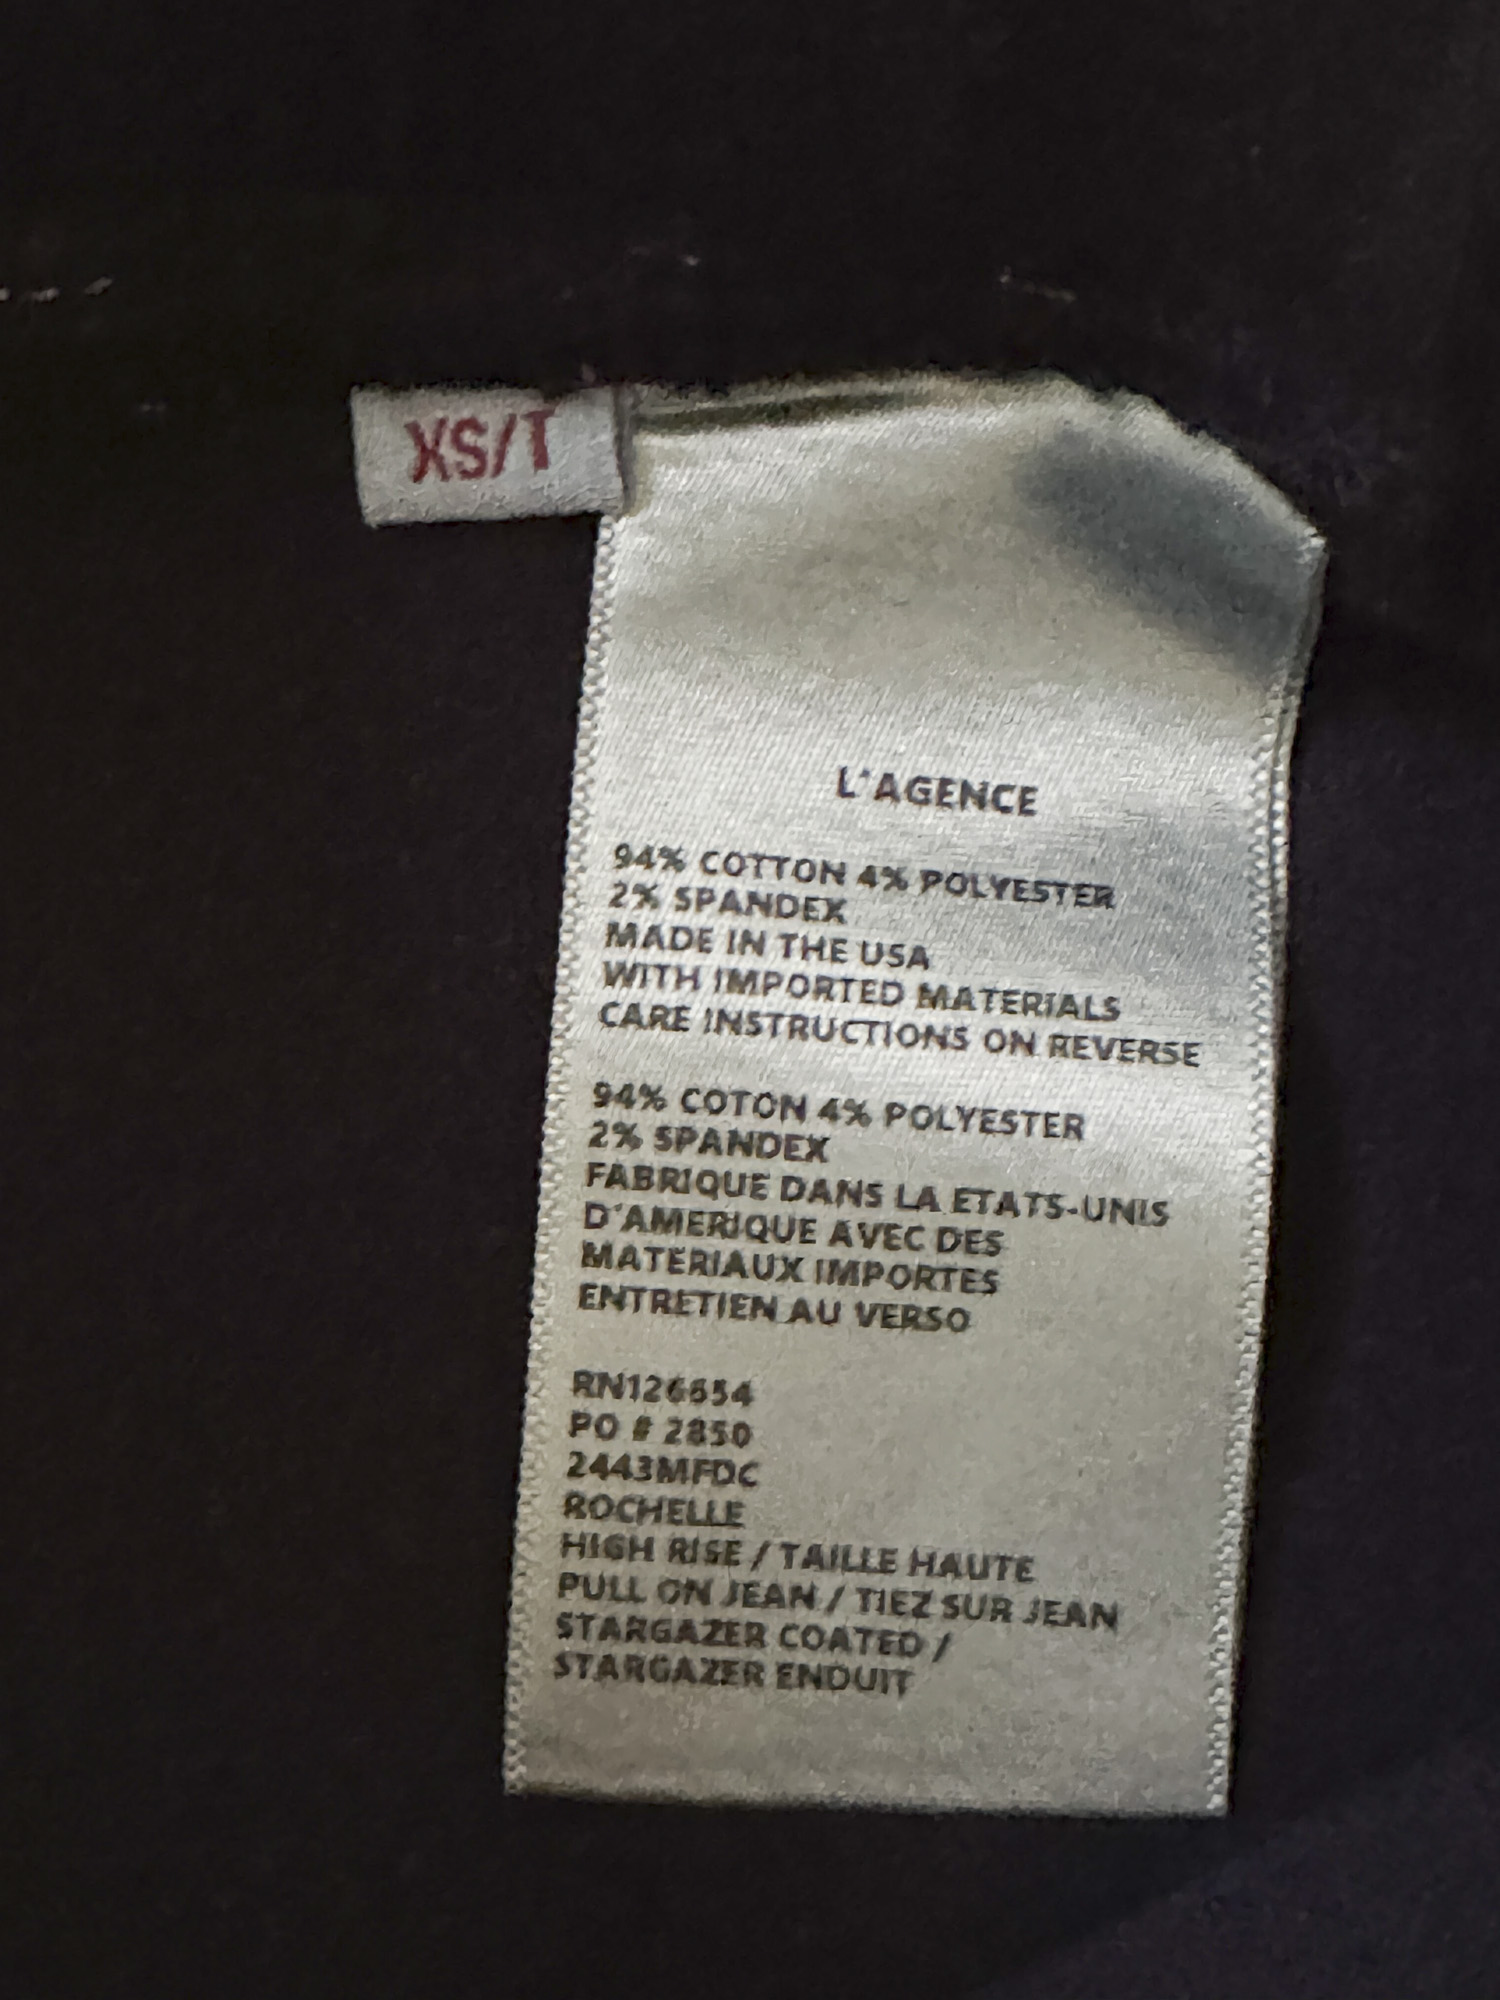 XS/T
L'AGENCE
94% COTTON 4% POLYESTER
2% SPANDEX
MADE IN THE USA
WITH IMPORTED MATERIALS
CARE INSTRUCTIONS ON REVERSE
94% COTON 4% POLYESTER
2% SPANDEX
FABRIQUE DANS LA ETATS-UNIS
D'AMERIQUE AVEC DES
MATERIAUX IMPORTES
ENTRETIEN AU VERSO
RN126654
PO # 2850
2443MFDC
ROCHELLE
HIGH RISE / TAILLE HAUTE
PULL ON JEAN / TIEZ SUR JEAN
STARGAZER COATED /
STARGAZER ENDUIT